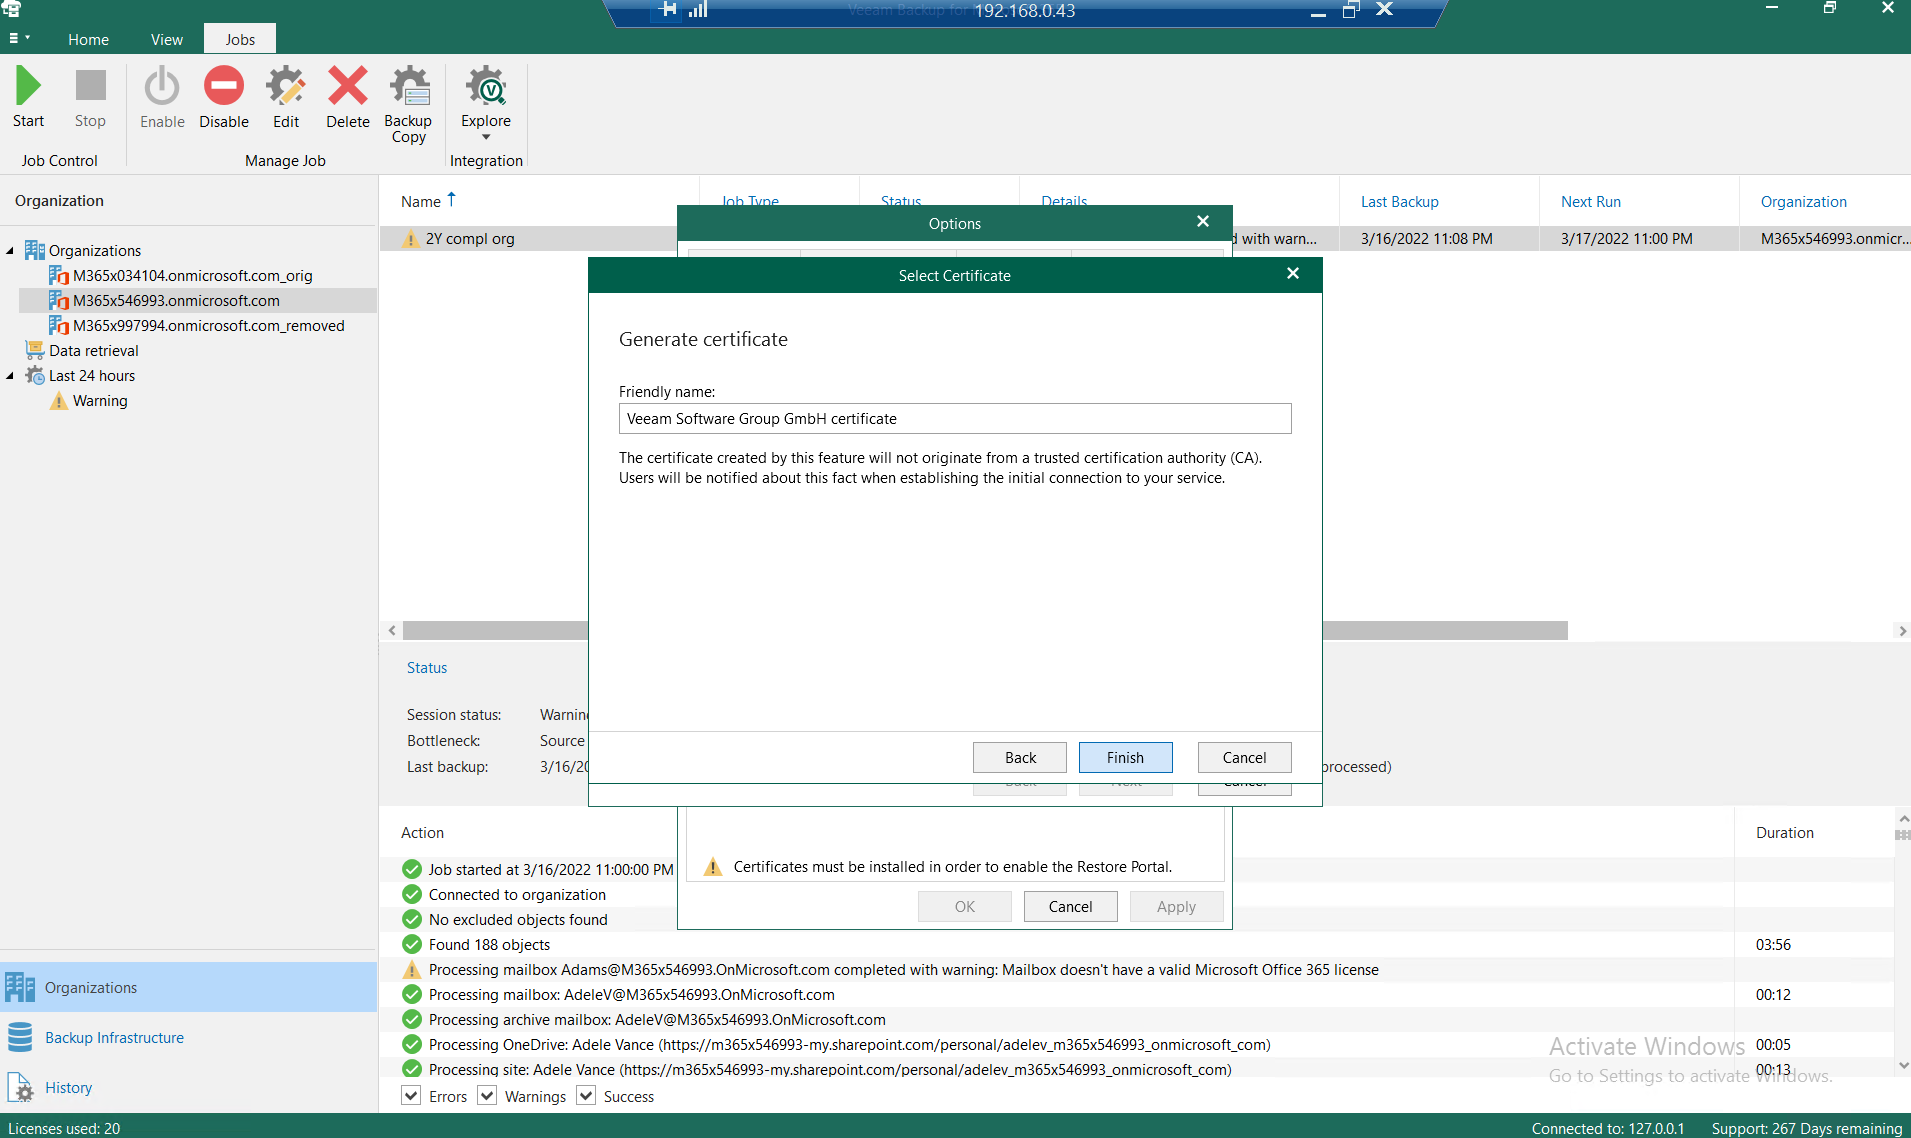 Veeam Backup for
192.168.0.43
Home
View
Jobs
Start
Stop
Enable
Disable
Edit
Delete
Backup
Copy
Explore
Job Control
Manage Job
Integration
Organization
Organizations
M365x034104.onmicrosoft.com_orig
M365x546993.onmicrosoft.com
M365x997994.onmicrosoft.com_removed
Data retrieval
Last 24 hours
Warning
Name
Job Type
Status
Details
Last Backup
Next Run
Organization
2Y compl org
d with warn...
3/16/2022 11:08 PM
3/17/2022 11:00 PM
M365x546993.onmicr...
Options
Select Certificate
Generate certificate
Friendly name:
Veeam Software Group GmbH certificate
The certificate created by this feature will not originate from a trusted certification authority (CA).
Users will be notified about this fact when establishing the initial connection to your service.
Back
Finish
Cancel
Back
Next
Cancel
Certificates must be installed in order to enable the Restore Portal.
OK
Cancel
Apply
Status
Session status:
Warnin
Bottleneck:
Source
Last backup:
3/16/20
processed)
Action
Duration
Job started at 3/16/2022 11:00:00 PM
Connected to organization
No excluded objects found
Found 188 objects
03:56
Processing mailbox Adams@M365x546993.OnMicrosoft.com completed with warning: Mailbox doesn't have a valid Microsoft Office 365 license
Processing mailbox: AdeleV@M365x546993.OnMicrosoft.com
00:12
Processing archive mailbox: AdeleV@M365x546993.OnMicrosoft.com
Processing OneDrive: Adele Vance (https://m365x546993-my.sharepoint.com/personal/adelev_m365x546993_onmicrosoft_com)
00:05
Processing site: Adele Vance (https://m365x546993-my.sharepoint.com/personal/adelev_m365x546993_onmicrosoft_com)
00:13
Errors
Warnings
Success
Organizations
Backup Infrastructure
History
Activate Windows
Go to Settings to activate Windows.
Licenses used: 20
Connected to: 127.0.0.1
Support: 267 Days remaining